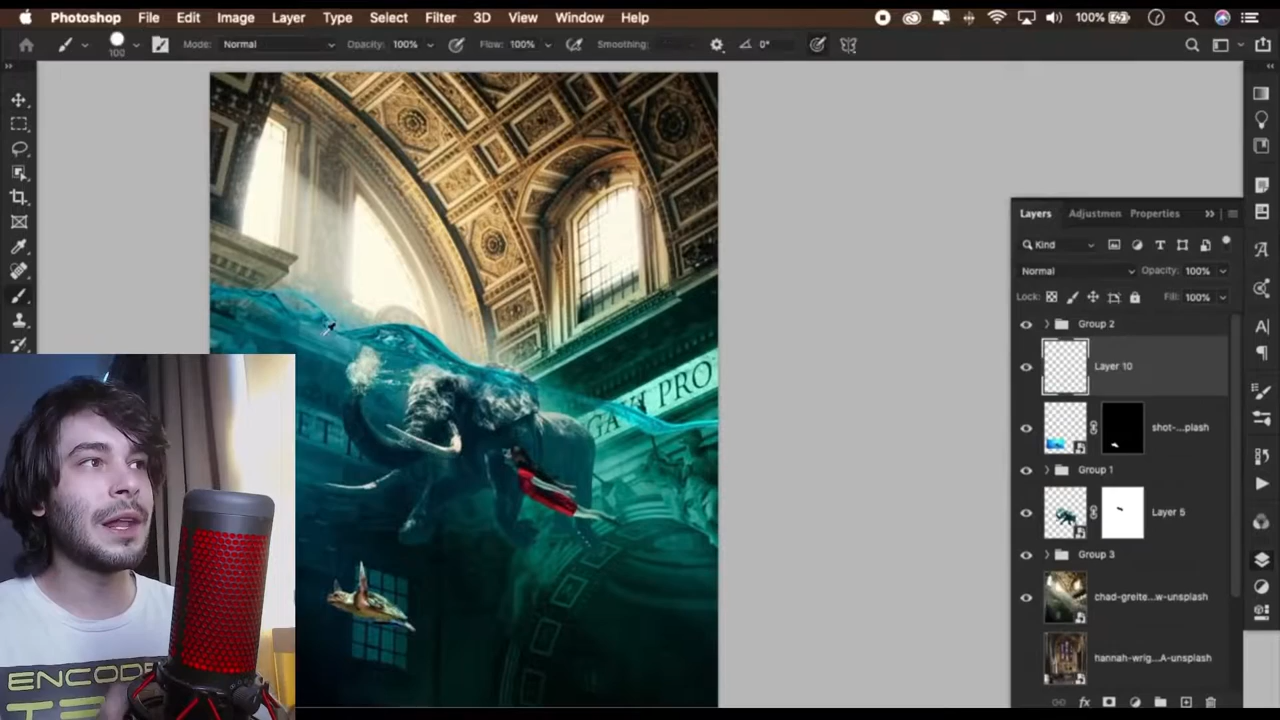 Photoshop File Edit Image Layer Type Select Filter 3D View Window Help 100%
100 Mode: Normal Opacity: 100% Flow: 100% Smoothing: 0°
Layers Adjustmen Properties
Kind
Normal Opacity: 100%
Lock: Fill: 100%
Group 2
Layer 10
shot-...plash
Group 1
Layer 5
Group 3
chad-greite...w-unsplash
hannah-wrig...A-unsplash
fx
PRO
ENCODE